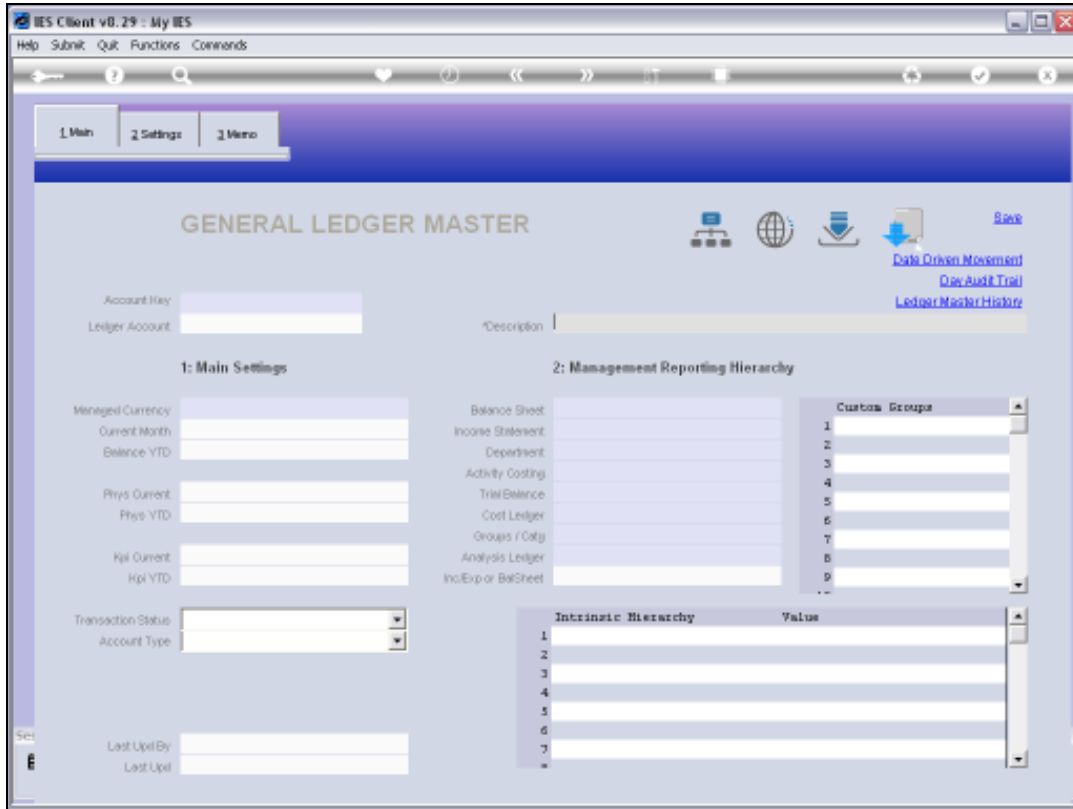 IES Client v8.29 : My IES
Help Submit Quit Functions Commands
1 Main
2 Settings
3 Memo
GENERAL LEDGER MASTER
Save
Date Driven Movement
Day Audit Trail
Ledger Master History
Account Key
Ledger Account
*Description
1: Main Settings
2: Management Reporting Hierarchy
Managed Currency
Current Month
Balance YTD
Phys Current
Phys YTD
Kpi Current
Kpi YTD
Balance Sheet
Income Statement
Department
Activity Costing
Trial Balance
Cost Ledger
Groups / Catg
Analysis Ledger
Inc/Exp or BalSheet
Custom Groups
1
2
3
4
5
6
7
8
9
Transaction Status
Account Type
Intrinsic Hierarchy Value
1
2
3
4
5
6
7
Last Upd By
Last Upd